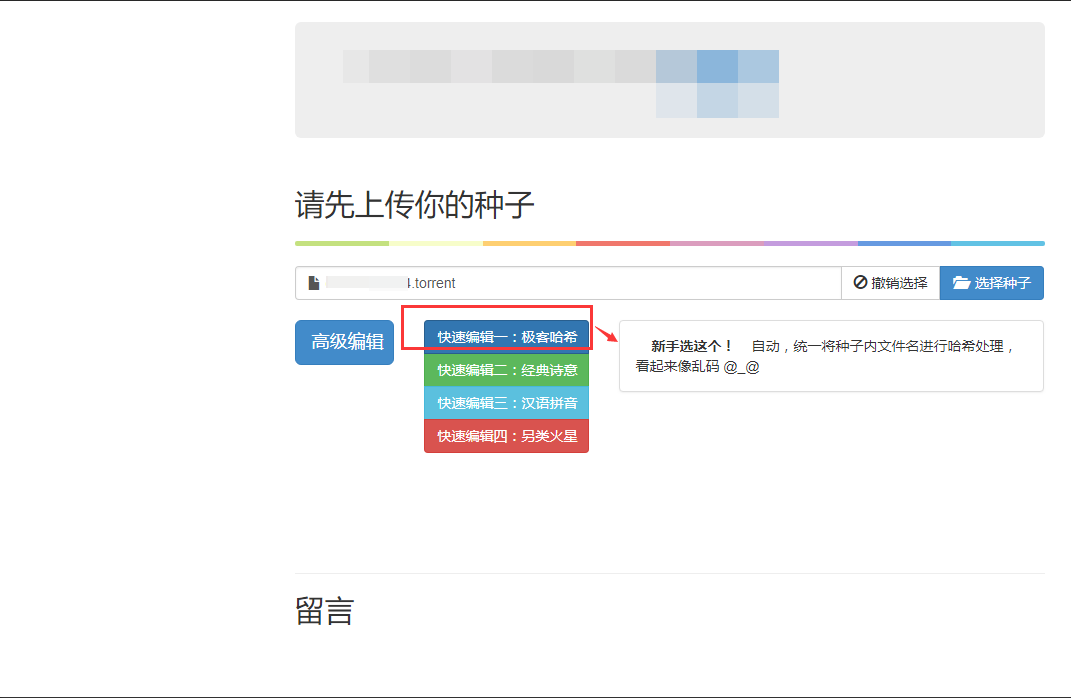 请先上传你的种子
4.torrent
撤销选择
选择种子
高级编辑
快速编辑一：极客哈希
快速编辑二：经典诗意
快速编辑三：汉语拼音
快速编辑四：另类火星
新手选这个！ 自动，统一将种子内文件名进行哈希处理，
看起来像乱码 @_@
留言